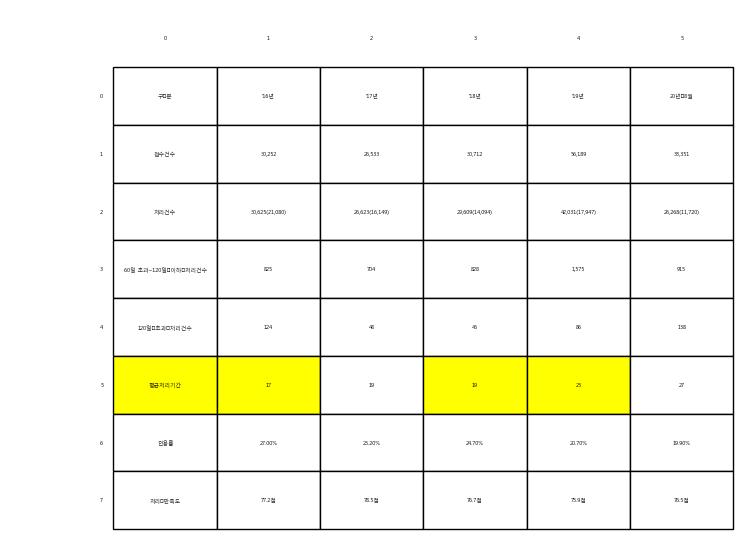 0 1 2 3 4 5
0 구□분 '16년 '17년 '18년 '19년 20년□8월
1 접수건수 30,252 26,533 30,712 56,189 33,351
2 처리건수 30,625(21,080) 26,623(16,149) 29,609(14,094) 42,031(17,947) 26,268(11,720)
3 60일 초과~120일□이하□처리건수 825 704 828 1,575 915
4 120일□초과□처리건수 124 46 45 86 138
5 평균처리기간 17 19 19 23 27
6 인용률 27.00% 25.20% 24.70% 20.70% 19.90%
7 처리□만족도 77.2점 78.5점 76.7점 75.9점 76.5점